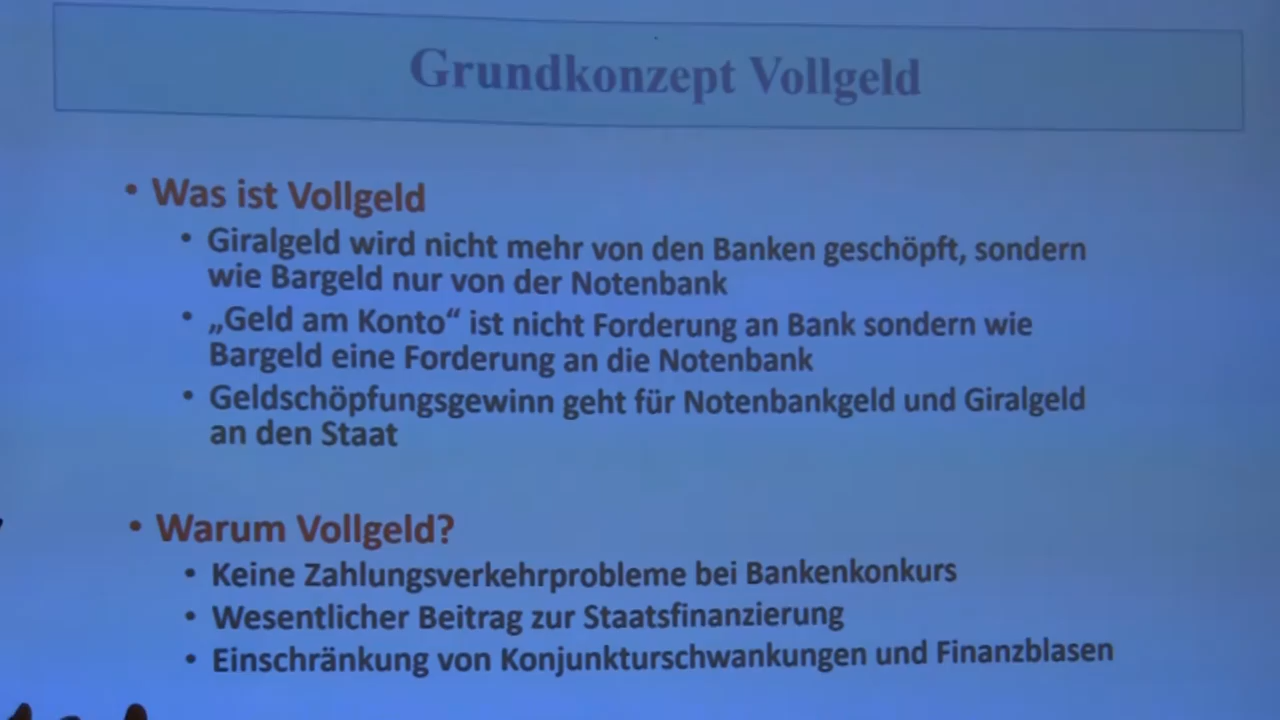 Grundkonzept Vollgeld
• Was ist Vollgeld
• Giralgeld wird nicht mehr von den Banken geschöpft, sondern
wie Bargeld nur von der Notenbank
• „Geld am Konto“ ist nicht Forderung an Bank sondern wie
Bargeld eine Forderung an die Notenbank
• Geldschöpfungsgewinn geht für Notenbankgeld und Giralgeld
an den Staat
• Warum Vollgeld?
• Keine Zahlungsverkehrprobleme bei Bankenkonkurs
• Wesentlicher Beitrag zur Staatsfinanzierung
• Einschränkung von Konjunkturschwankungen und Finanzblasen